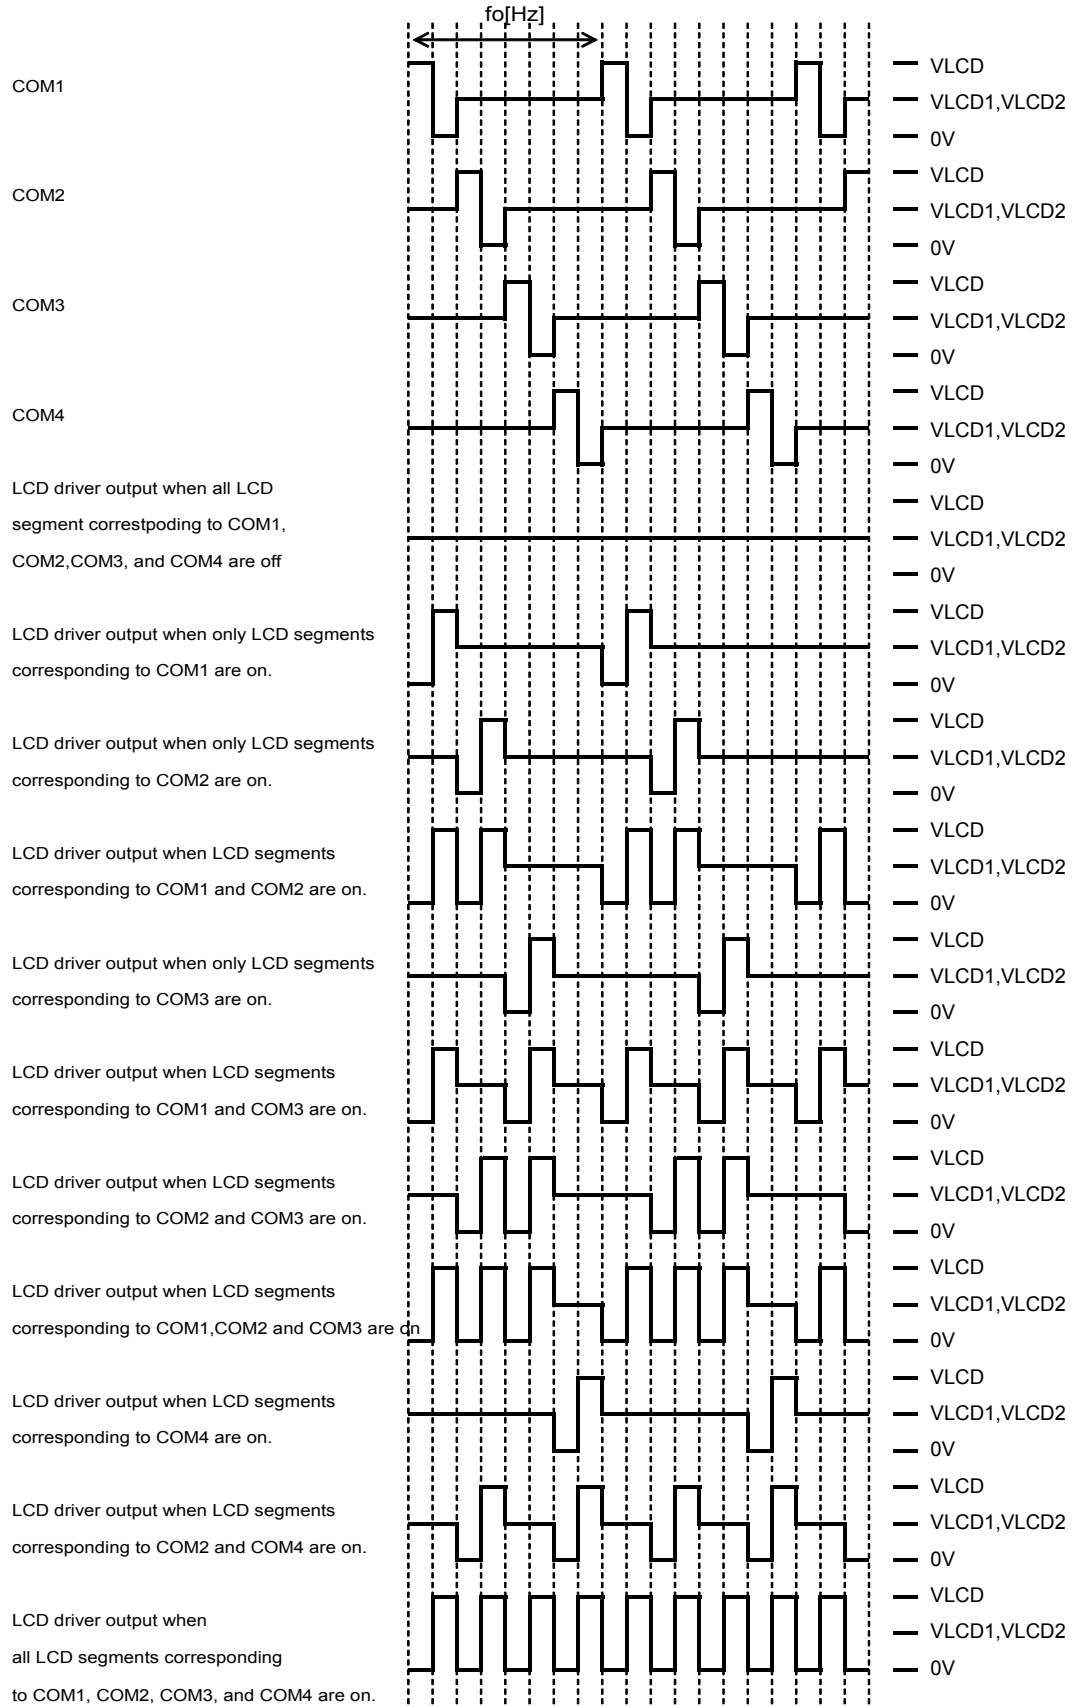 fo[Hz]
COM1
VLCD
VLCD1,VLCD2
0V
COM2
VLCD
VLCD1,VLCD2
0V
COM3
VLCD
VLCD1,VLCD2
0V
COM4
VLCD
VLCD1,VLCD2
0V
LCD driver output when all LCD
segment correstpoding to COM1,
COM2,COM3, and COM4 are off
VLCD
VLCD1,VLCD2
0V
LCD driver output when only LCD segments
corresponding to COM1 are on.
VLCD
VLCD1,VLCD2
0V
LCD driver output when only LCD segments
corresponding to COM2 are on.
VLCD
VLCD1,VLCD2
0V
LCD driver output when LCD segments
corresponding to COM1 and COM2 are on.
VLCD
VLCD1,VLCD2
0V
LCD driver output when only LCD segments
corresponding to COM3 are on.
VLCD
VLCD1,VLCD2
0V
LCD driver output when LCD segments
corresponding to COM1 and COM3 are on.
VLCD
VLCD1,VLCD2
0V
LCD driver output when LCD segments
corresponding to COM2 and COM3 are on.
VLCD
VLCD1,VLCD2
0V
LCD driver output when LCD segments
corresponding to COM1,COM2 and COM3 are on
VLCD
VLCD1,VLCD2
0V
LCD driver output when LCD segments
corresponding to COM4 are on.
VLCD
VLCD1,VLCD2
0V
LCD driver output when LCD segments
corresponding to COM2 and COM4 are on.
VLCD
VLCD1,VLCD2
0V
LCD driver output when
all LCD segments corresponding
to COM1, COM2, COM3, and COM4 are on.
VLCD
VLCD1,VLCD2
0V